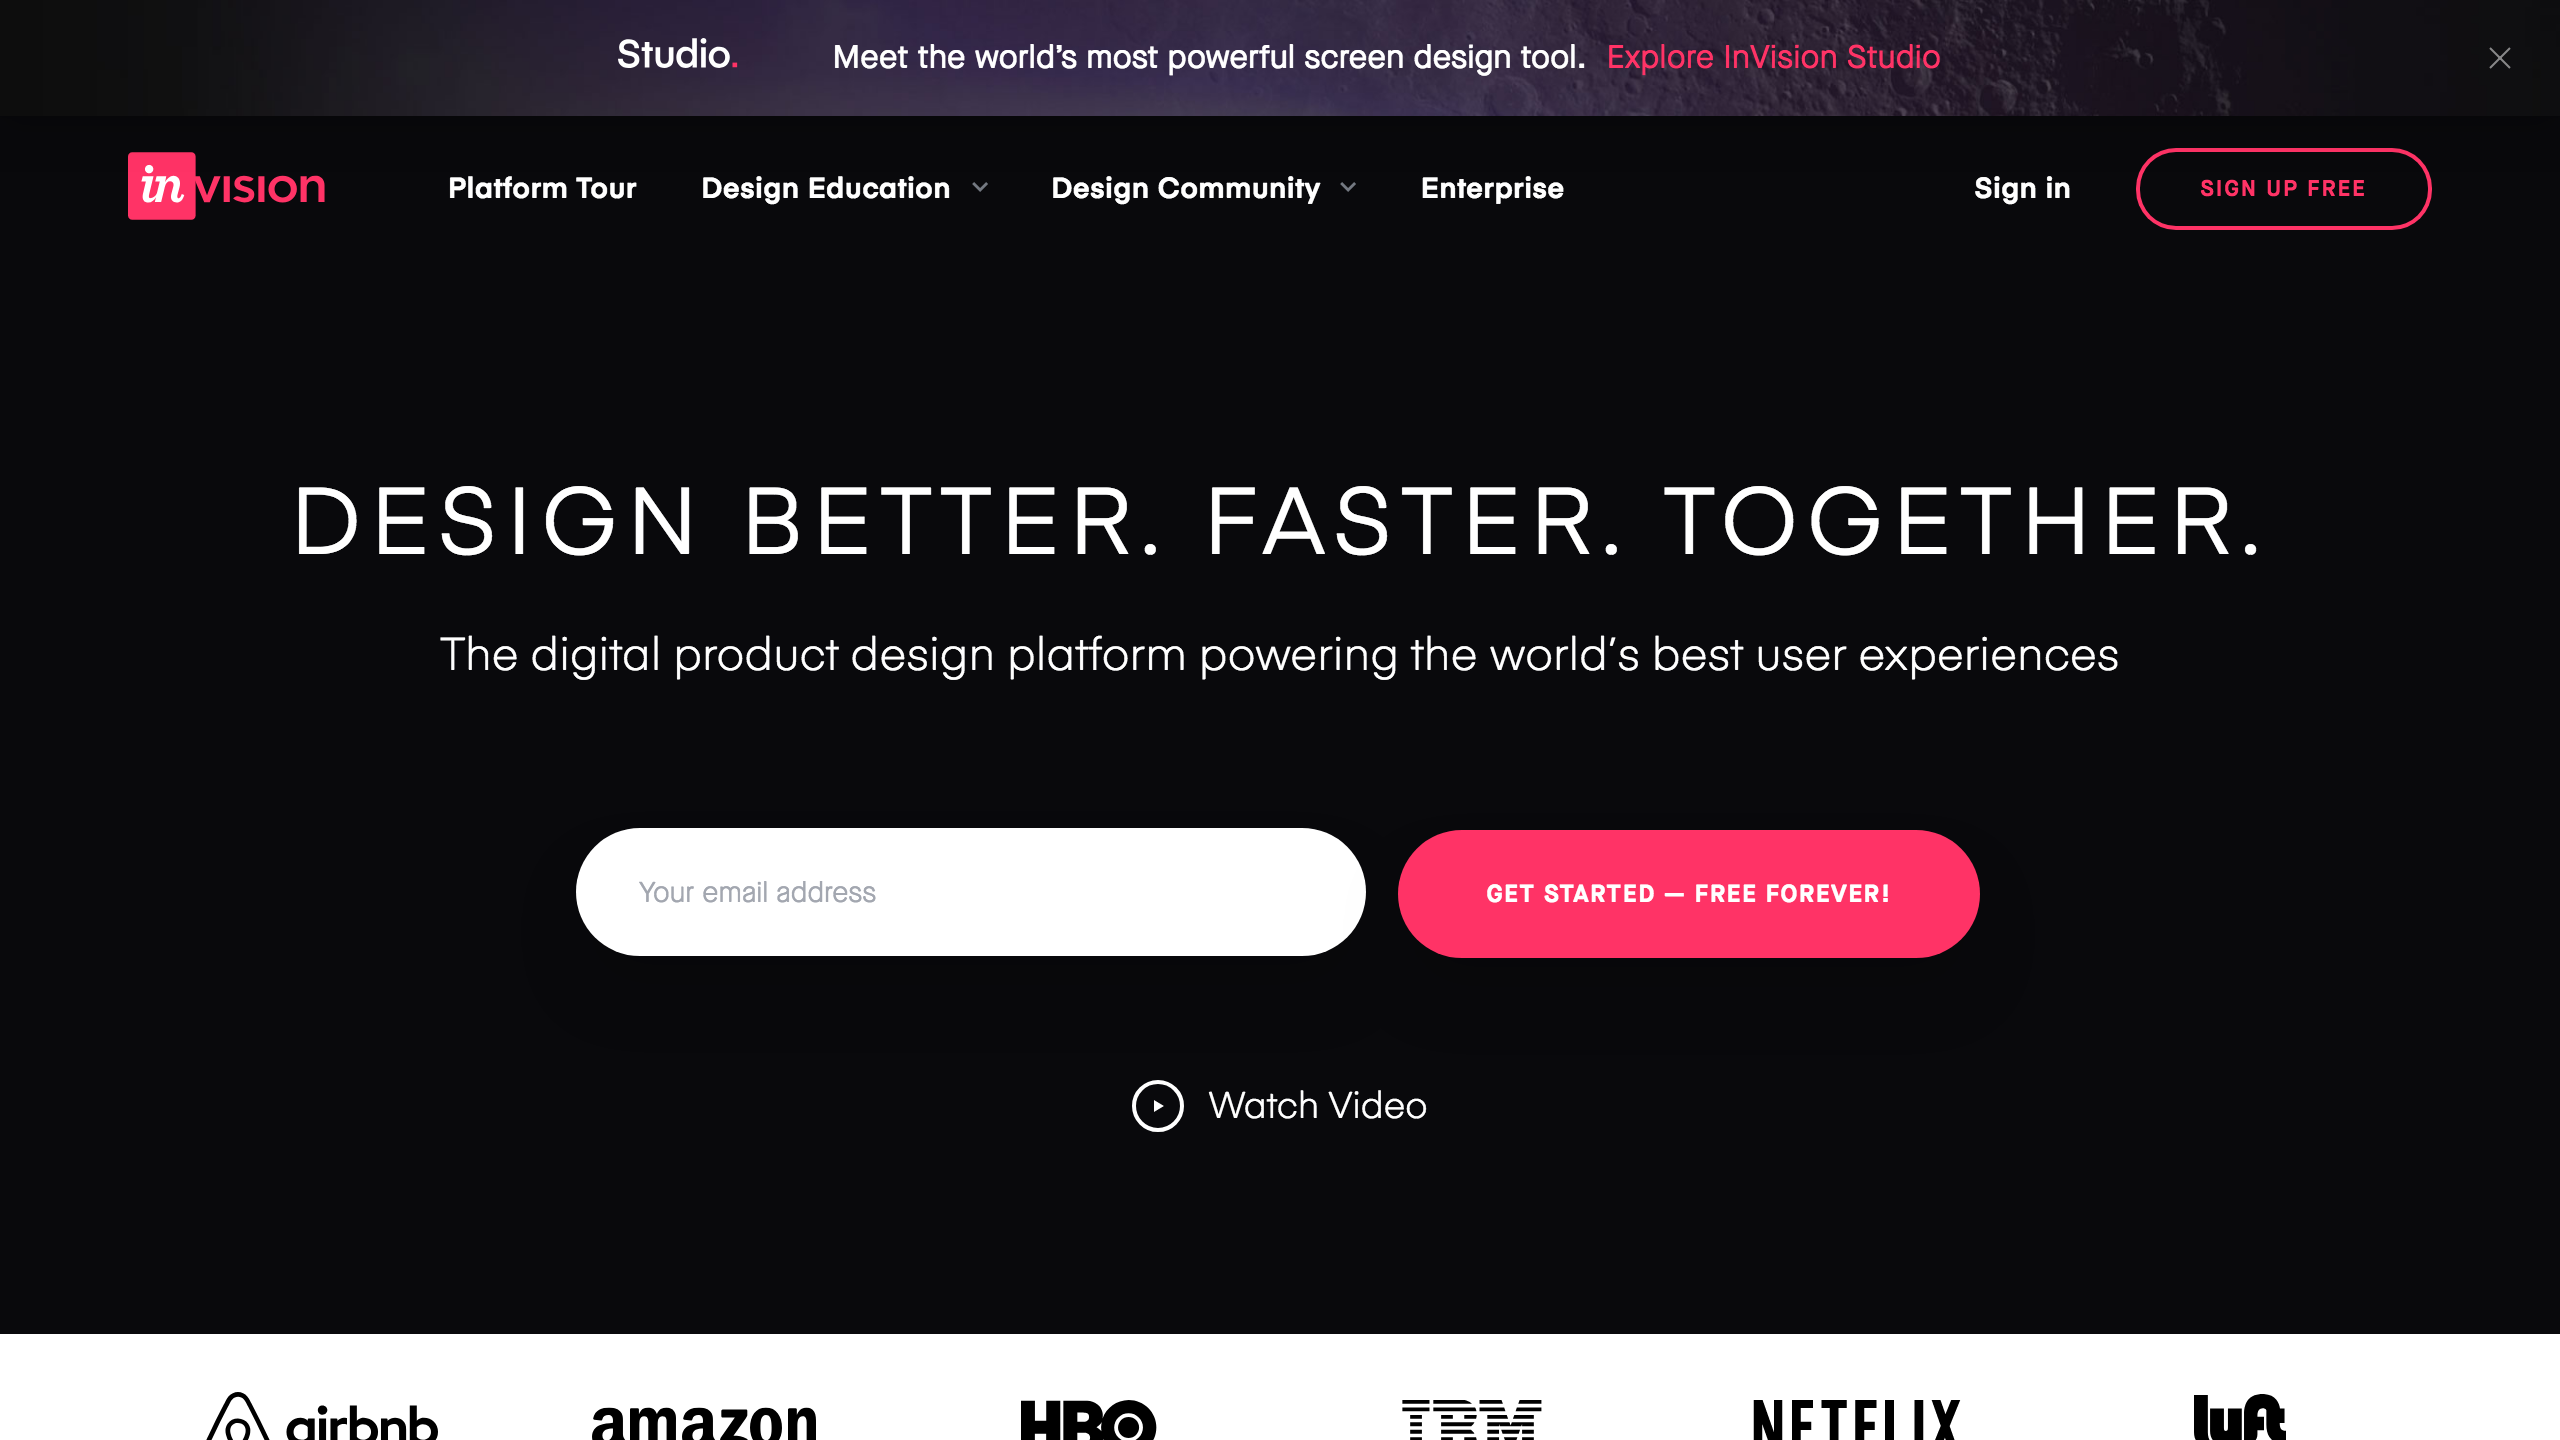 Studio. Meet the world’s most powerful screen design tool. Explore InVision Studio
invision Platform Tour Design Education Design Community Enterprise Sign in SIGN UP FREE
DESIGN BETTER. FASTER. TOGETHER.
The digital product design platform powering the world’s best user experiences
Your email address GET STARTED — FREE FOREVER!
Watch Video
airbnb amazon HBO IBM NETFLIX lyft